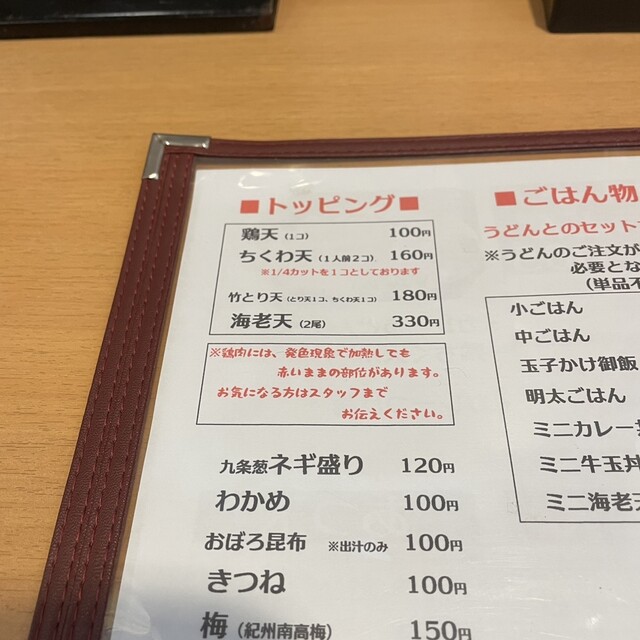 ■トッピング■
鶏天（1コ） 100円
ちくわ天（1人前2コ） 160円
※1/4カットを1コとしております
竹とり天（とり天1コ、ちくわ天1コ） 180円
海老天（2尾） 330円
※鶏肉には、発色現象で加熱しても
赤いままの部位があります。
お気になる方はスタッフまで
お伝えください。
九条葱ネギ盛り 120円
わかめ 100円
おぼろ昆布 ※出汁のみ 100円
きつね 100円
梅（紀州南高梅） 150円
■ごはん物
うどんとのセット
※うどんのご注文が
必要とな
（単品不
小ごはん
中ごはん
玉子かけ御飯
明太ごはん
ミニカレー
ミニ牛玉丼
ミニ海老天